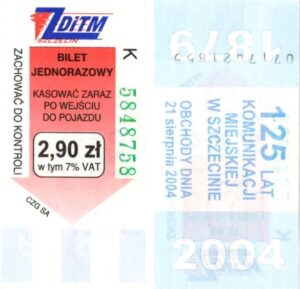 ZDiTM
SZCZECIN
BILET
JEDNORAZOWY
KASOWAĆ ZARAZ
PO WEJŚCIU
DO POJAZDU
2,90 zł
w tym 7% VAT
ZACHOWAĆ DO KONTROLI
CZG SA
K
5848758
1879
125 LAT
KOMUNIKACJI
MIEJSKIEJ
W SZCZECINIE
OBCHODY DNIA
21 sierpnia 2004
2004